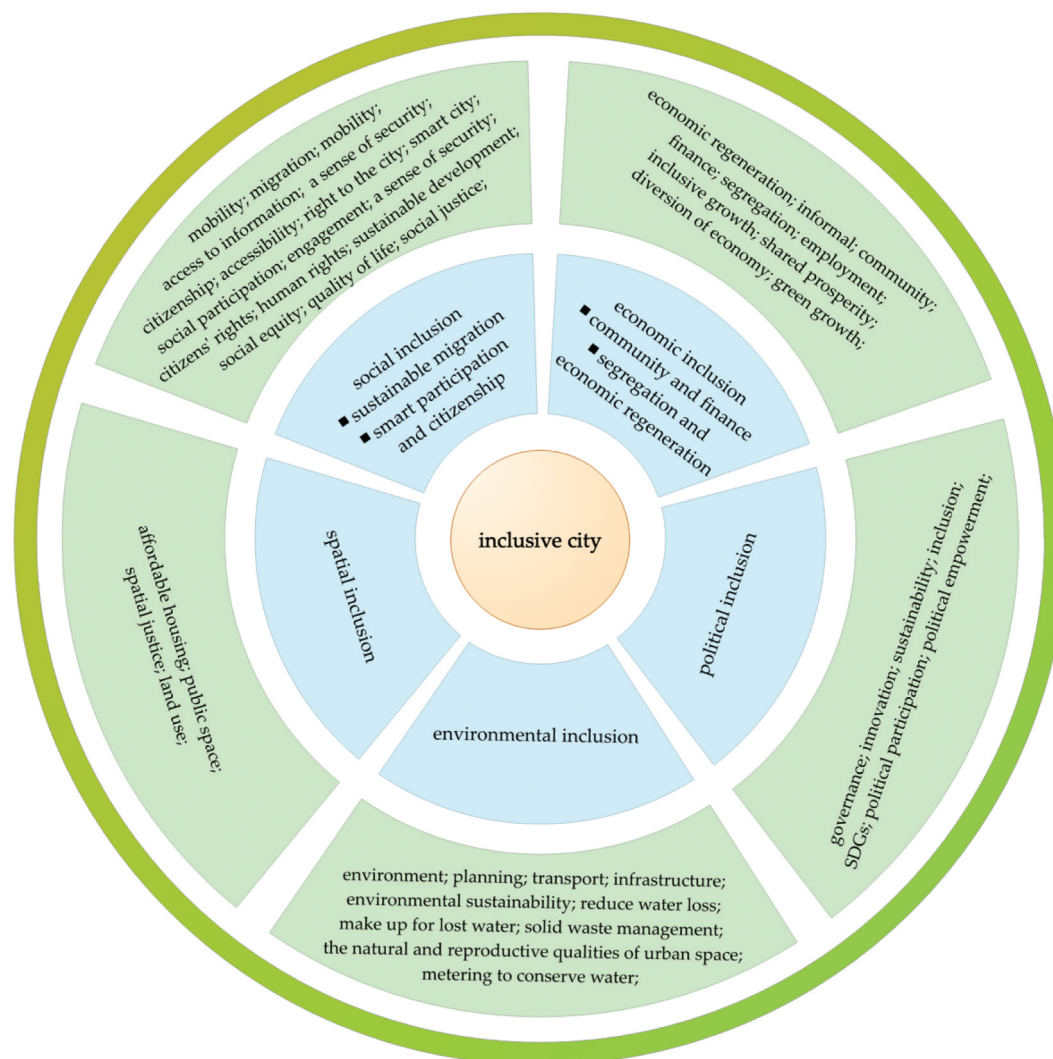 mobility; migration; mobility;
access to information; a sense of security;
citizenship; accessibility; right to the city; smart city;
social participation; engagement; a sense of security;
citizens' rights; human rights; sustainable development;
social equity; quality of life; social justice;
economic regeneration; informal; community;
finance; segregation; employment;
inclusive growth; shared prosperity;
diversion of economy; green growth;
social inclusion
■ sustainable migration
■ smart participation
and citizenship
economic inclusion
■ community and finance
■ segregation and
economic regeneration
inclusive city
spatial inclusion
political inclusion
environmental inclusion
affordable housing; public space;
spatial justice; land use;
governance; innovation; sustainability; inclusion;
SDGs; political participation; political empowerment;
environment; planning; transport; infrastructure;
environmental sustainability; reduce water loss;
make up for lost water; solid waste management;
the natural and reproductive qualities of urban space;
metering to conserve water;